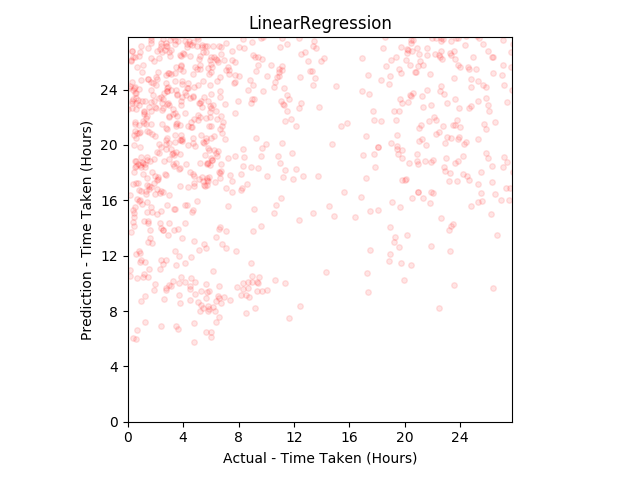 LinearRegression
Prediction - Time Taken (Hours)
24
20
16
12
8
4
0
0 4 8 12 16 20 24
Actual - Time Taken (Hours)